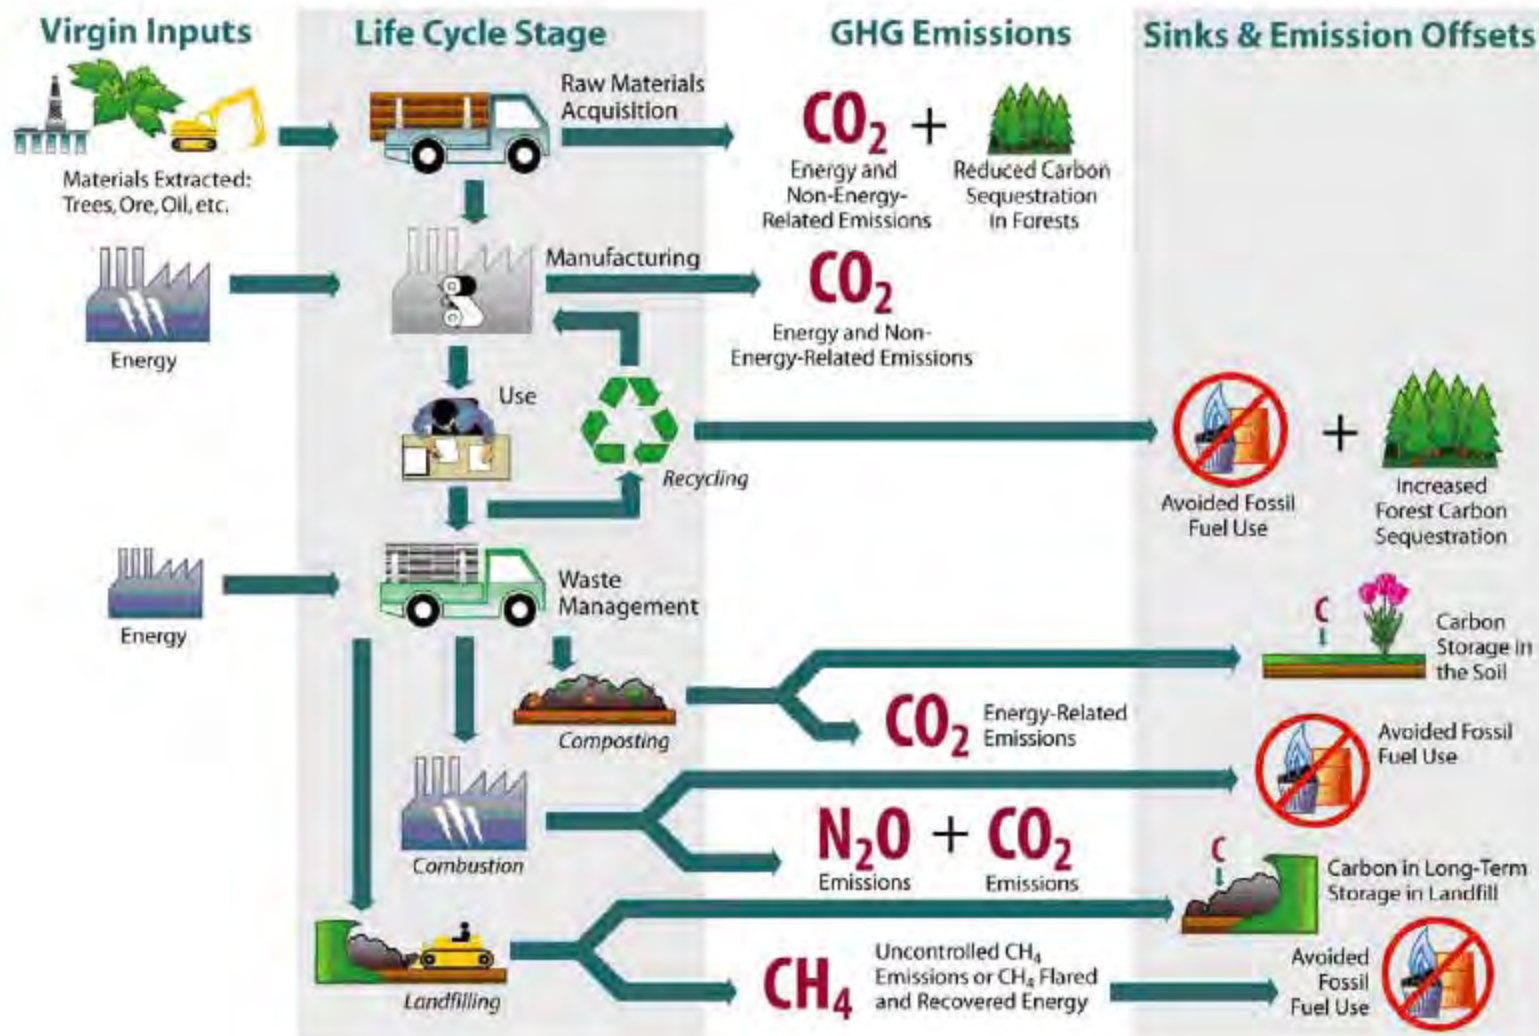 Virgin Inputs
Life Cycle Stage
GHG Emissions
Sinks & Emission Offsets
Materials Extracted:
Trees, Ore, Oil, etc.
Raw Materials
Acquisition
CO2
+
Energy and
Non-Energy-
Related Emissions
Reduced Carbon
Sequestration
in Forests
Energy
Manufacturing
CO2
Energy and Non-
Energy-Related Emissions
Use
Recycling
Avoided Fossil
Fuel Use
+
Increased
Forest Carbon
Sequestration
Energy
Waste
Management
Composting
CO2
Energy-Related
Emissions
C
Carbon
Storage in
the Soil
Combustion
N2O + CO2
Emissions
Emissions
Avoided Fossil
Fuel Use
Landfilling
C
Carbon in Long-Term
Storage in Landfill
CH4
Uncontrolled CH4
Emissions or CH4 Flared
and Recovered Energy
Avoided
Fossil
Fuel Use